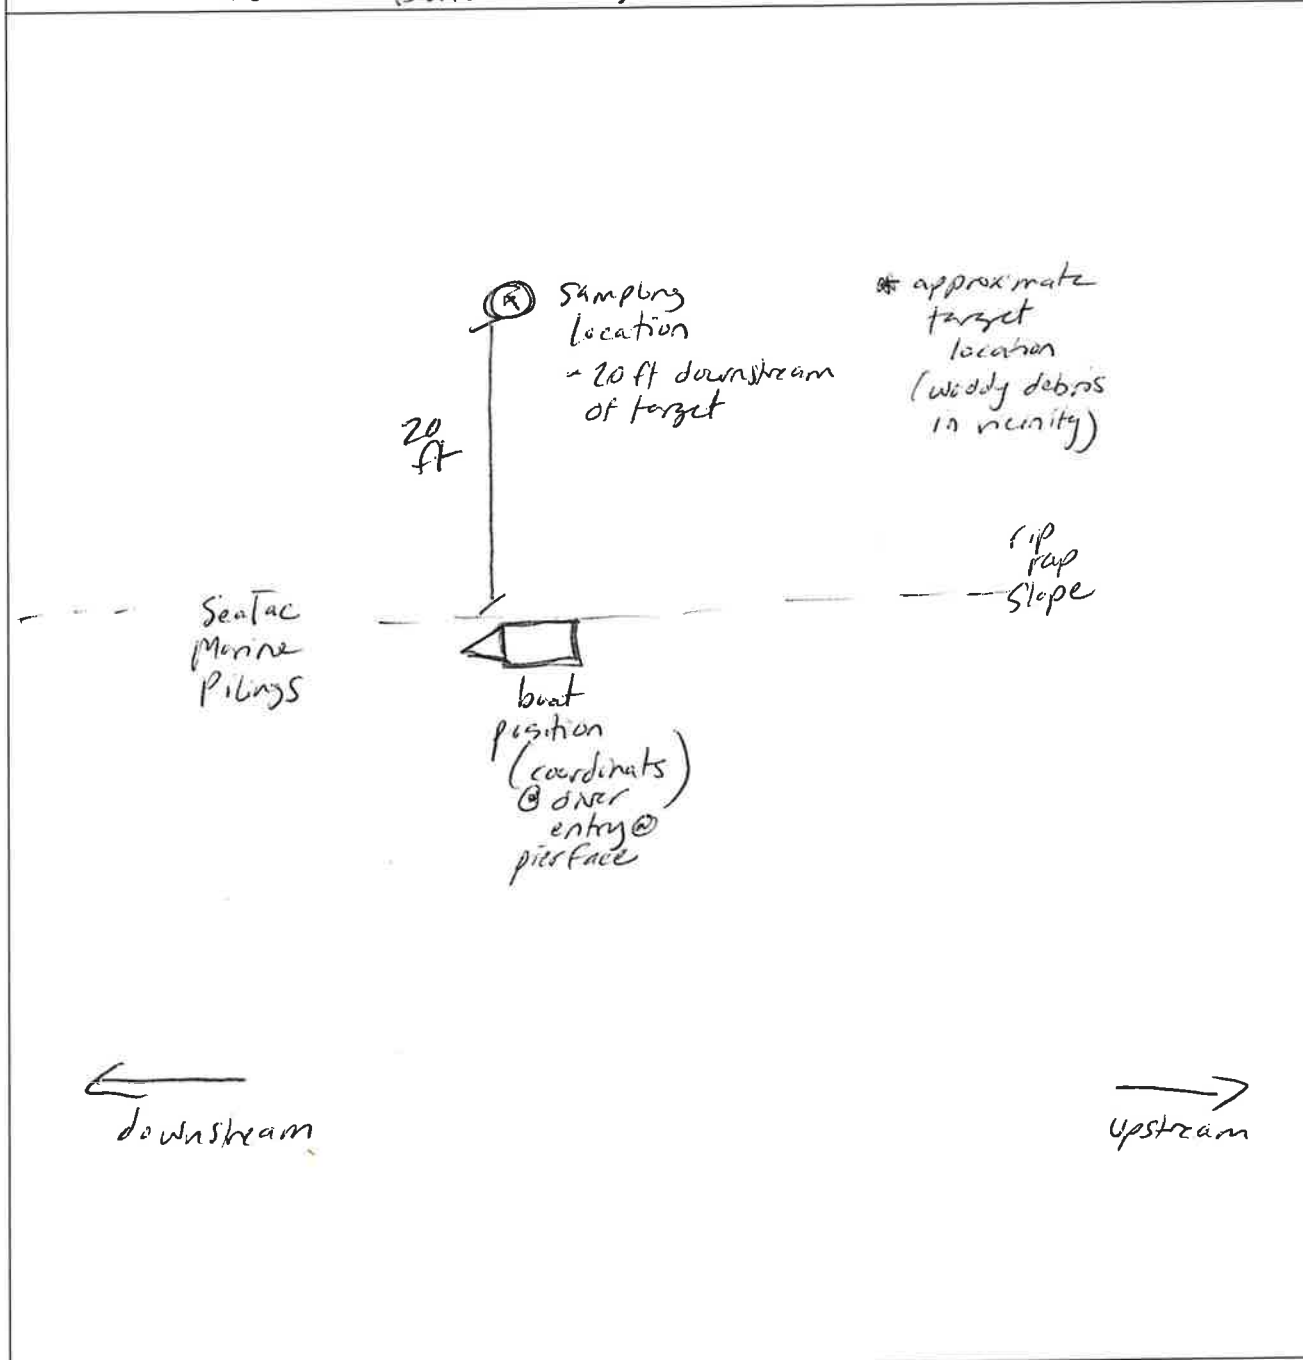 sampling
location
- 20 ft downstream
of target
* approximate
target
location
(woody debris
in vicinity)
20
ft
rip
rap
slope
SeaTac
Marine
Pilings
boat
position
(coordinats
@ diver
entry @
pierface)
downstream
upstream